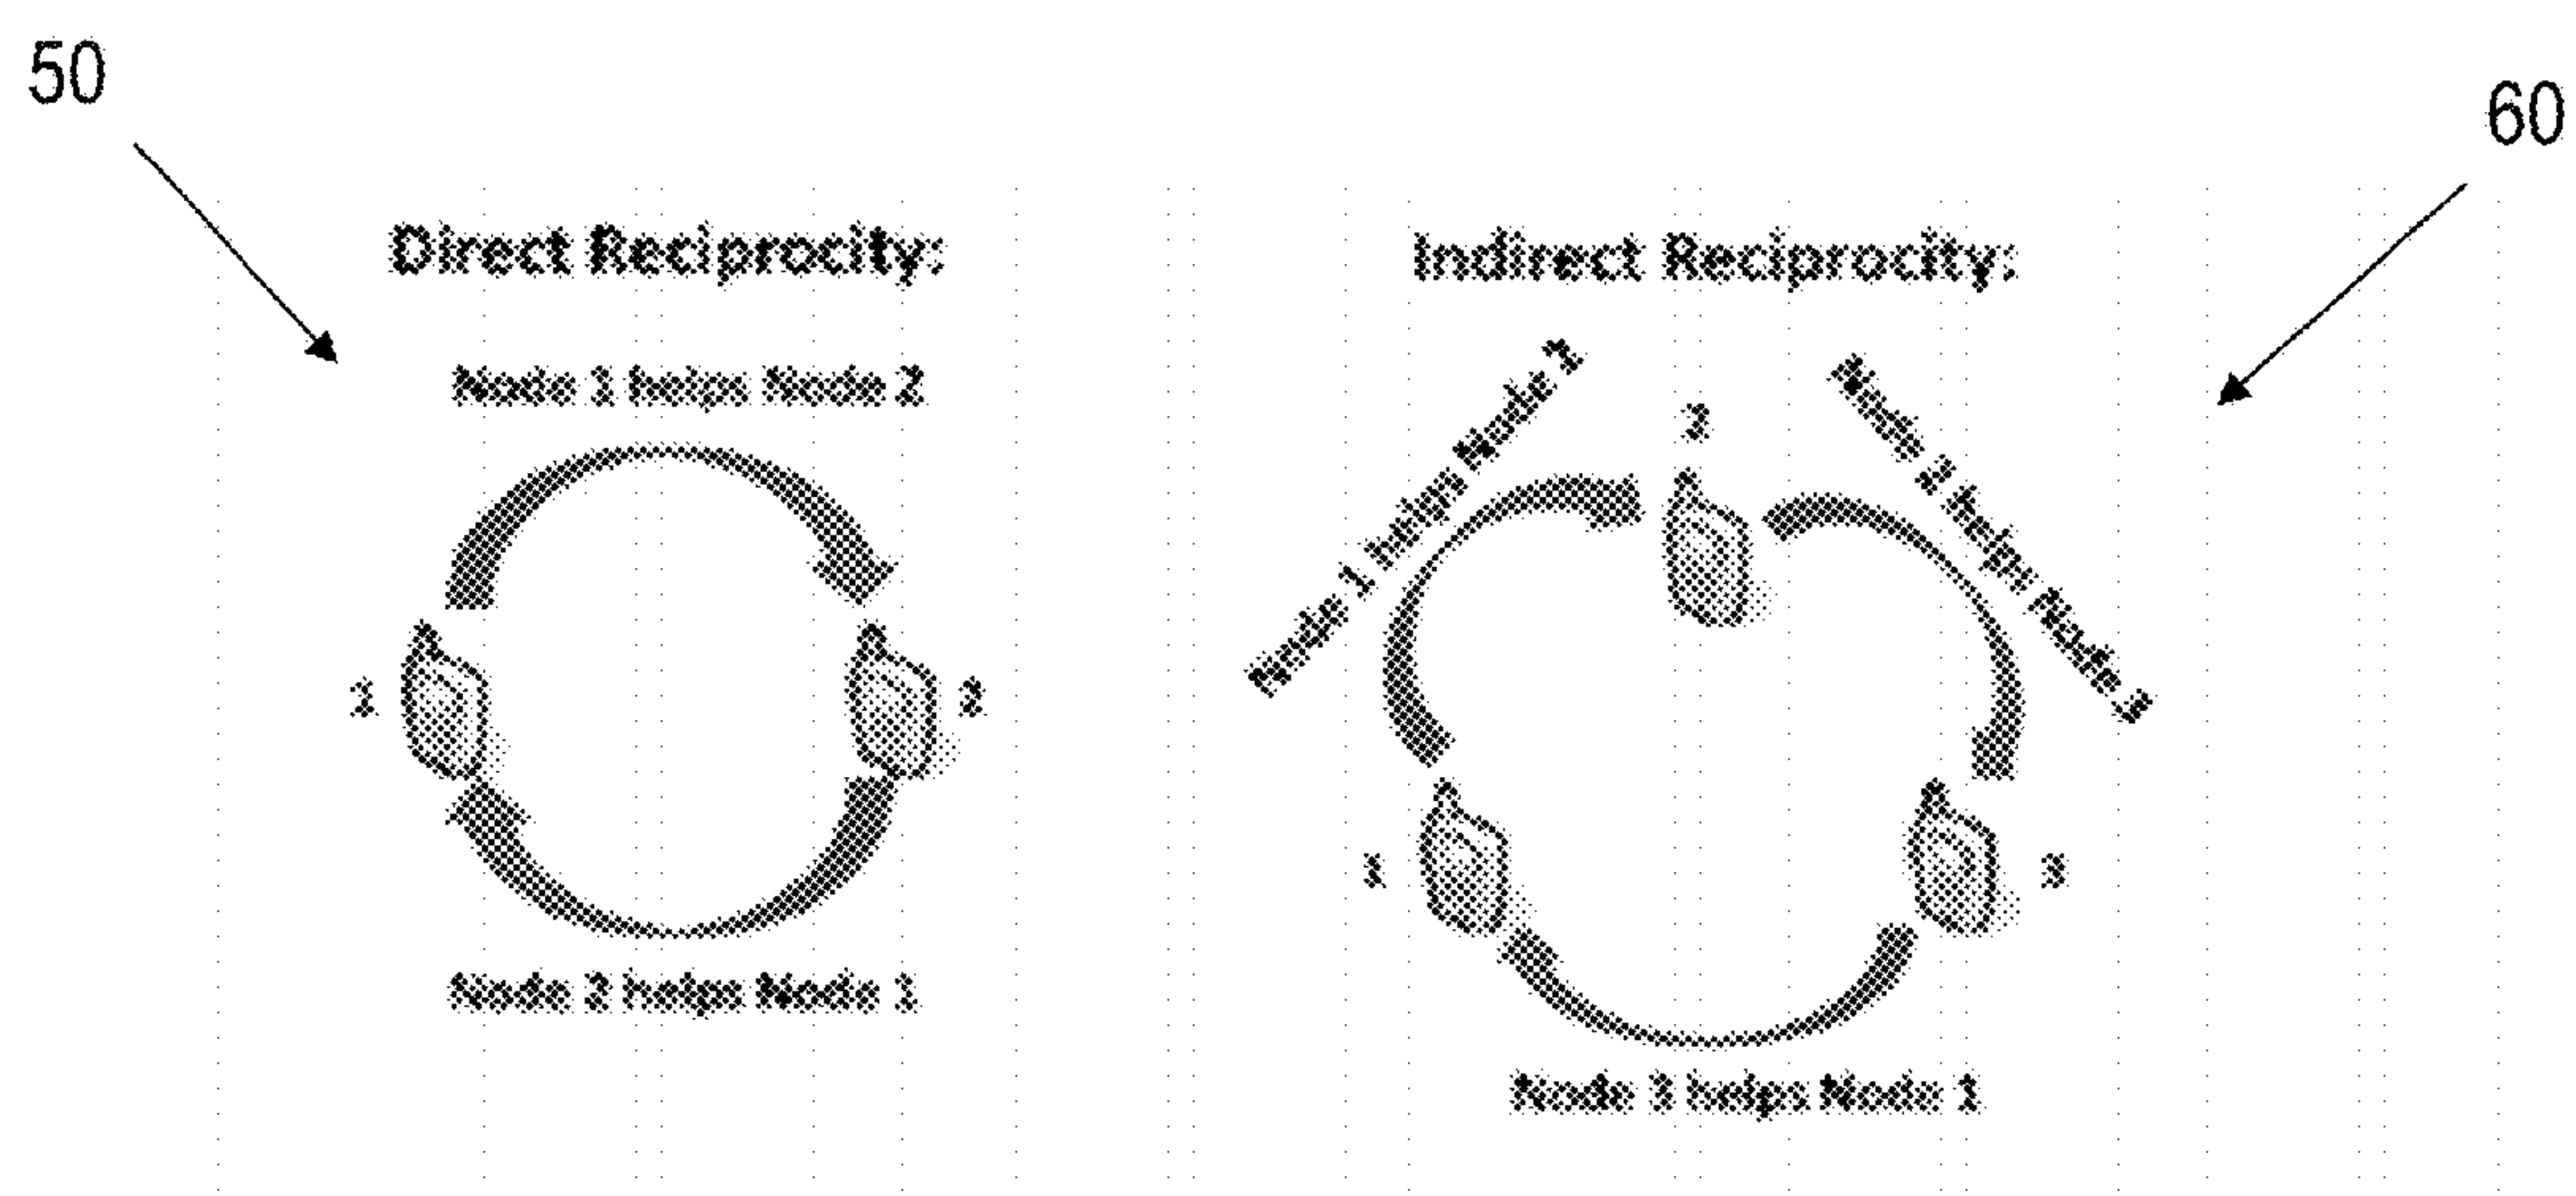 50
60
Direct Reciprocity:
Node 1 helps Node 2
1
2
Node 2 helps Node 1
Indirect Reciprocity:
Node 1 helps Node 2
Node 2 helps Node 3
2
1
3
Node 3 helps Node 1